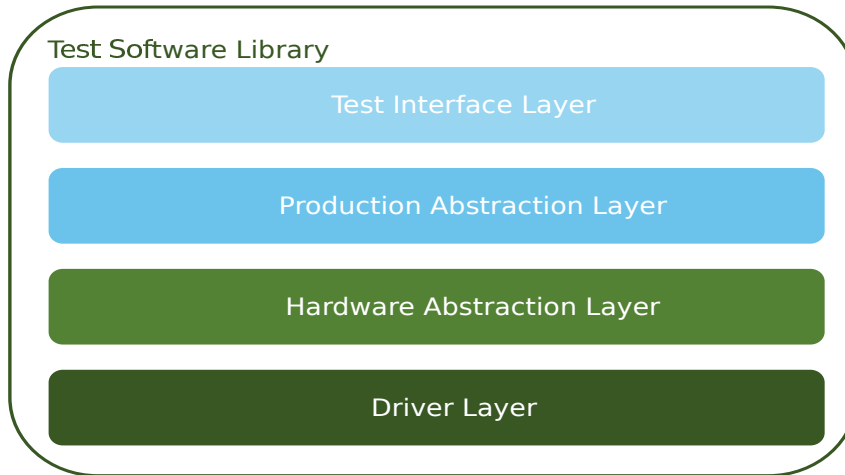 Test Software Library
Test Interface Layer
Production Abstraction Layer
Hardware Abstraction Layer
Driver Layer